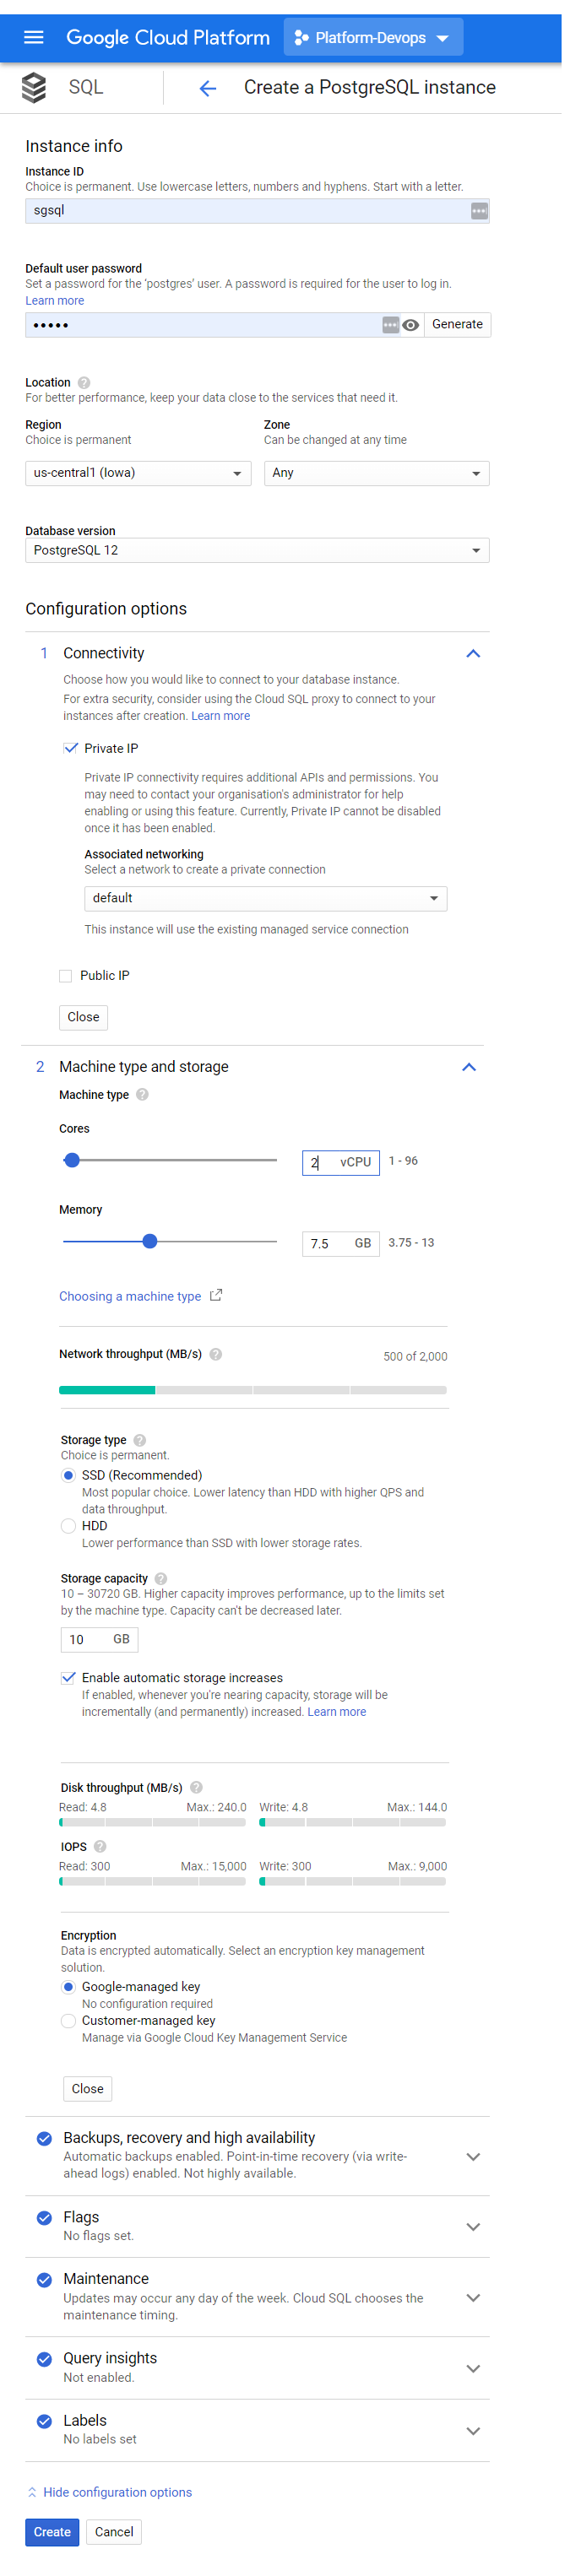 Google Cloud Platform
Platform-Devops
SQL
Create a PostgreSQL instance
Instance info
Instance ID
Choice is permanent. Use lowercase letters, numbers and hyphens. Start with a letter.
sgsql
Default user password
Set a password for the 'postgres' user. A password is required for the user to log in.
Learn more
•••••
Generate
Location
For better performance, keep your data close to the services that need it.
Region
Choice is permanent
Zone
Can be changed at any time
us-central1 (Iowa)
Any
Database version
PostgreSQL 12
Configuration options
1 Connectivity
Choose how you would like to connect to your database instance.
For extra security, consider using the Cloud SQL proxy to connect to your
instances after creation. Learn more
Private IP
Private IP connectivity requires additional APIs and permissions. You
may need to contact your organisation's administrator for help
enabling or using this feature. Currently, Private IP cannot be disabled
once it has been enabled.
Associated networking
Select a network to create a private connection
default
This instance will use the existing managed service connection
Public IP
Close
2 Machine type and storage
Machine type
Cores
2 vCPU 1 - 96
Memory
7.5 GB 3.75 - 13
Choosing a machine type
Network throughput (MB/s) 500 of 2,000
Storage type
Choice is permanent.
SSD (Recommended)
Most popular choice. Lower latency than HDD with higher QPS and
data throughput.
HDD
Lower performance than SSD with lower storage rates.
Storage capacity
10 – 30720 GB. Higher capacity improves performance, up to the limits set
by the machine type. Capacity can't be decreased later.
10 GB
Enable automatic storage increases
If enabled, whenever you're nearing capacity, storage will be
incrementally (and permanently) increased. Learn more
Disk throughput (MB/s)
Read: 4.8 Max.: 240.0 Write: 4.8 Max.: 144.0
IOPS
Read: 300 Max.: 15,000 Write: 300 Max.: 9,000
Encryption
Data is encrypted automatically. Select an encryption key management
solution.
Google-managed key
No configuration required
Customer-managed key
Manage via Google Cloud Key Management Service
Close
Backups, recovery and high availability
Automatic backups enabled. Point-in-time recovery (via write-
ahead logs) enabled. Not highly available.
Flags
No flags set.
Maintenance
Updates may occur any day of the week. Cloud SQL chooses the
maintenance timing.
Query insights
Not enabled.
Labels
No labels set
Hide configuration options
Create
Cancel